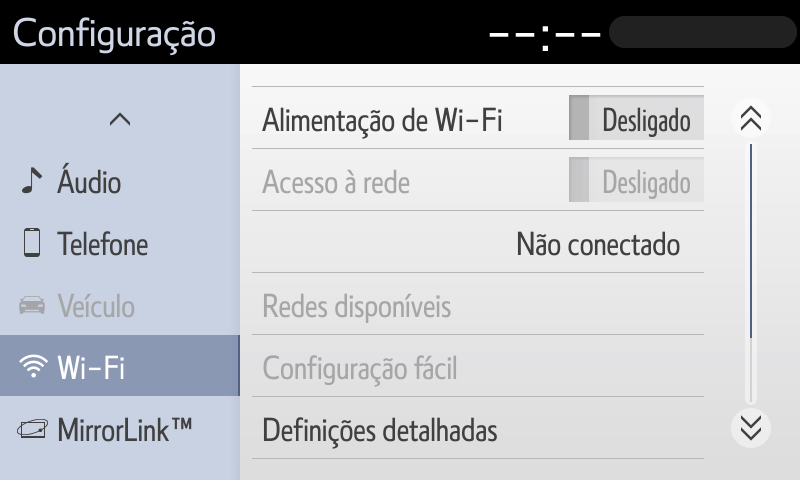 Configuração
--:--
Áudio
Telefone
Veículo
Wi-Fi
MirrorLink™
Alimentação de Wi-Fi
Desligado
Acesso à rede
Desligado
Não conectado
Redes disponíveis
Configuração fácil
Definições detalhadas